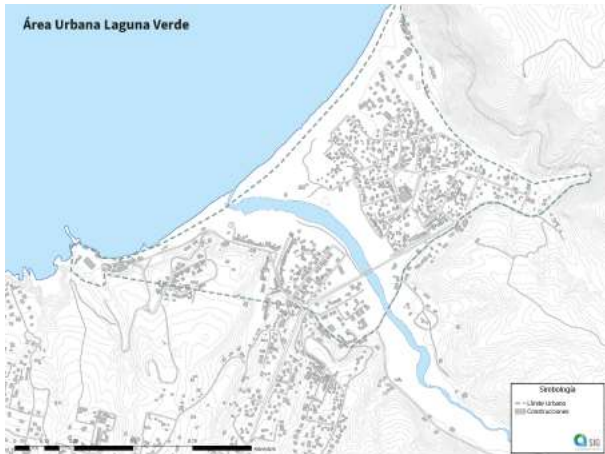 Área Urbana Laguna Verde
Simbología
Límite Urbano
Construcciones
SIG